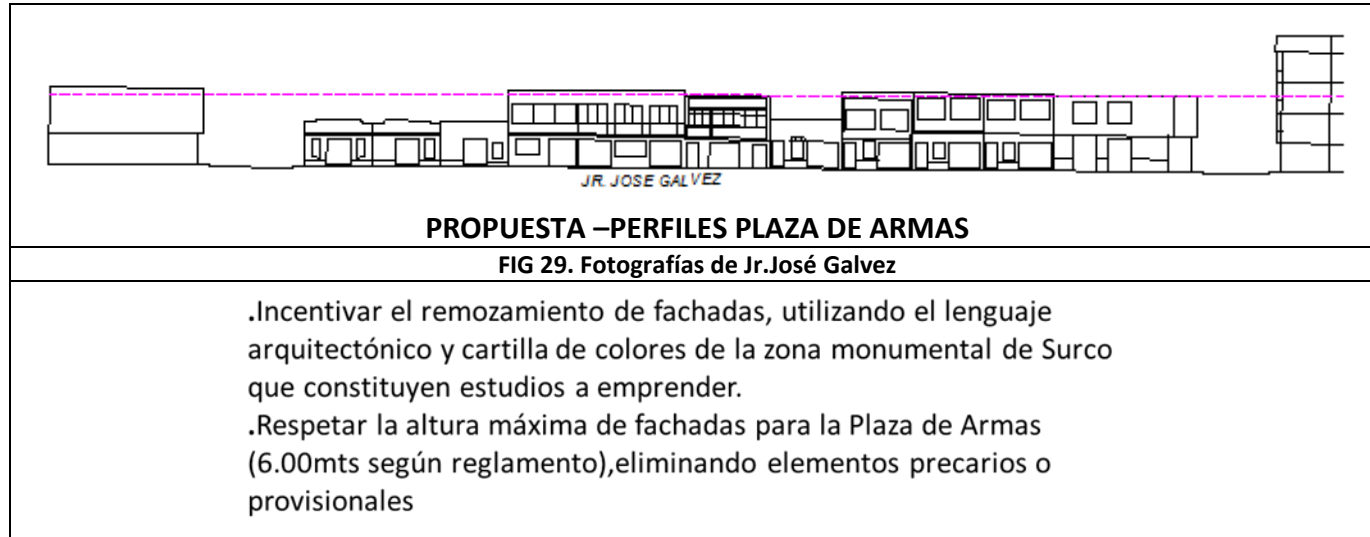 JR. JOSE GALVEZ
PROPUESTA –PERFILES PLAZA DE ARMAS
FIG 29. Fotografías de Jr.José Galvez
.Incentivar el remozamiento de fachadas, utilizando el lenguaje
arquitectónico y cartilla de colores de la zona monumental de Surco
que constituyen estudios a emprender.
.Respetar la altura máxima de fachadas para la Plaza de Armas
(6.00mts según reglamento),eliminando elementos precarios o
provisionales